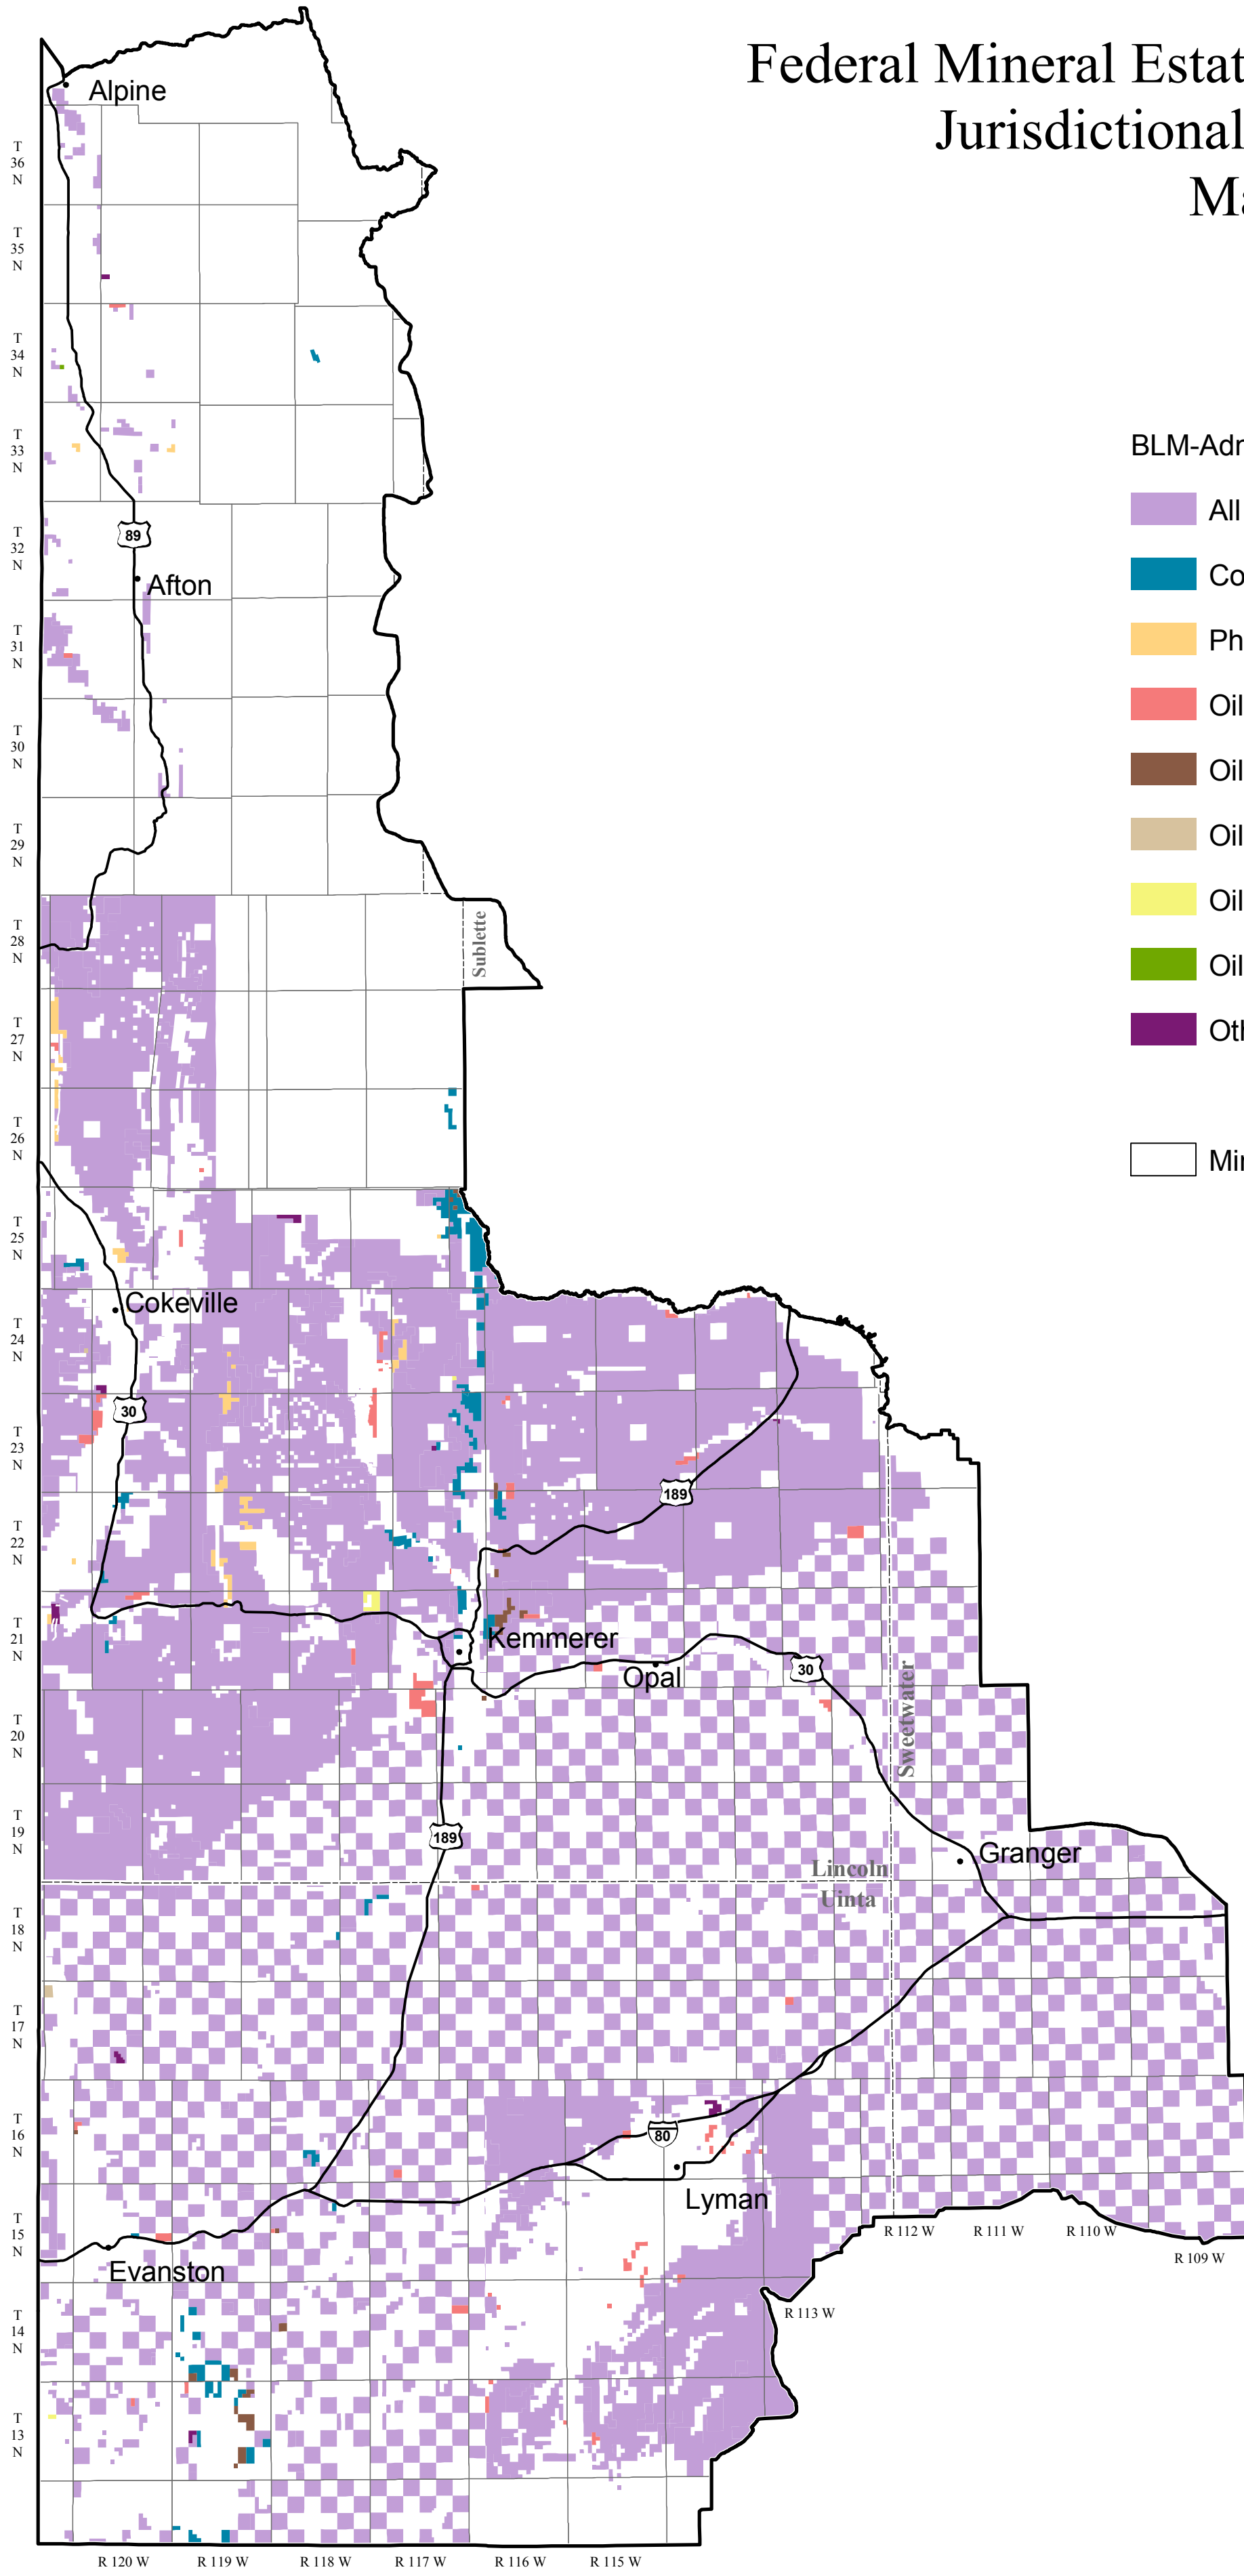 Federal Mineral Estat
Jurisdictional
Ma
Alpine
T
36
N
T
35
N
T
34
N
T
33
N
BLM-Adr
All
Co
Ph
Oil
Oil
Oil
Oil
Oil
Oth
Min
T
32
N
89
Afton
T
31
N
T
30
N
T
29
N
T
28
N
Sublette
T
27
N
T
26
N
T
25
N
Cokeville
T
24
N
30
T
23
N
189
T
22
N
T
21
N
Kemmerer
Opal
30
Sweetwater
T
20
N
T
19
N
189
Granger
Lincoln
Uinta
T
18
N
T
17
N
T
16
N
80
Lyman
T
15
N
R 112 W
R 111 W
R 110 W
R 109 W
Evanston
R 113 W
T
14
N
T
13
N
R 120 W
R 119 W
R 118 W
R 117 W
R 116 W
R 115 W